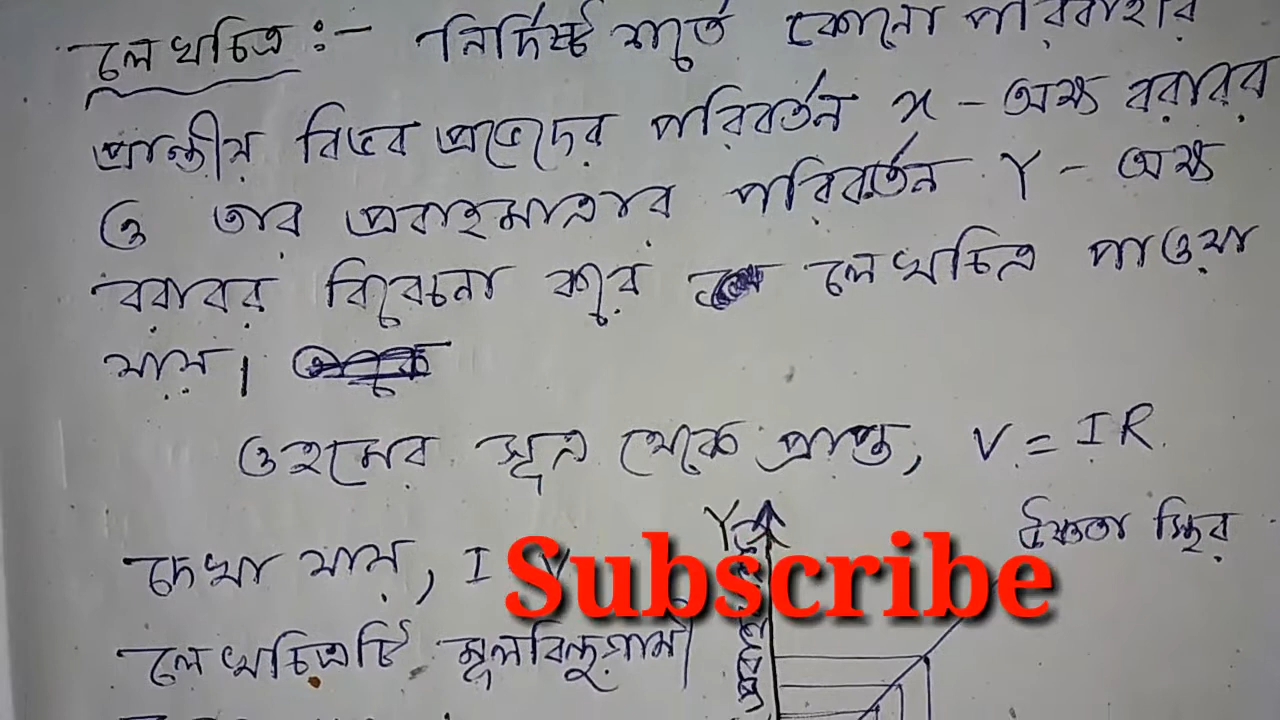 লেখচিত্র :- নির্দিষ্ট শর্তে কোনো পরিবাহীর
প্রান্তীয় বিভব প্রভেদের পরিবর্তন x - অক্ষ বরাবর
ও তার প্রবাহমাত্রার পরিবর্তন Y - অক্ষ
বরাবর বিবেচনা করে লেখচিত্র পাওয়া
যায়।
ওহমের সূত্র থেকে প্রাপ্ত, V = IR
Y
উষ্ণতা স্থির
দেখা যায়, I V
Subscribe
লেখচিত্রটি মূলবিন্দুগামী